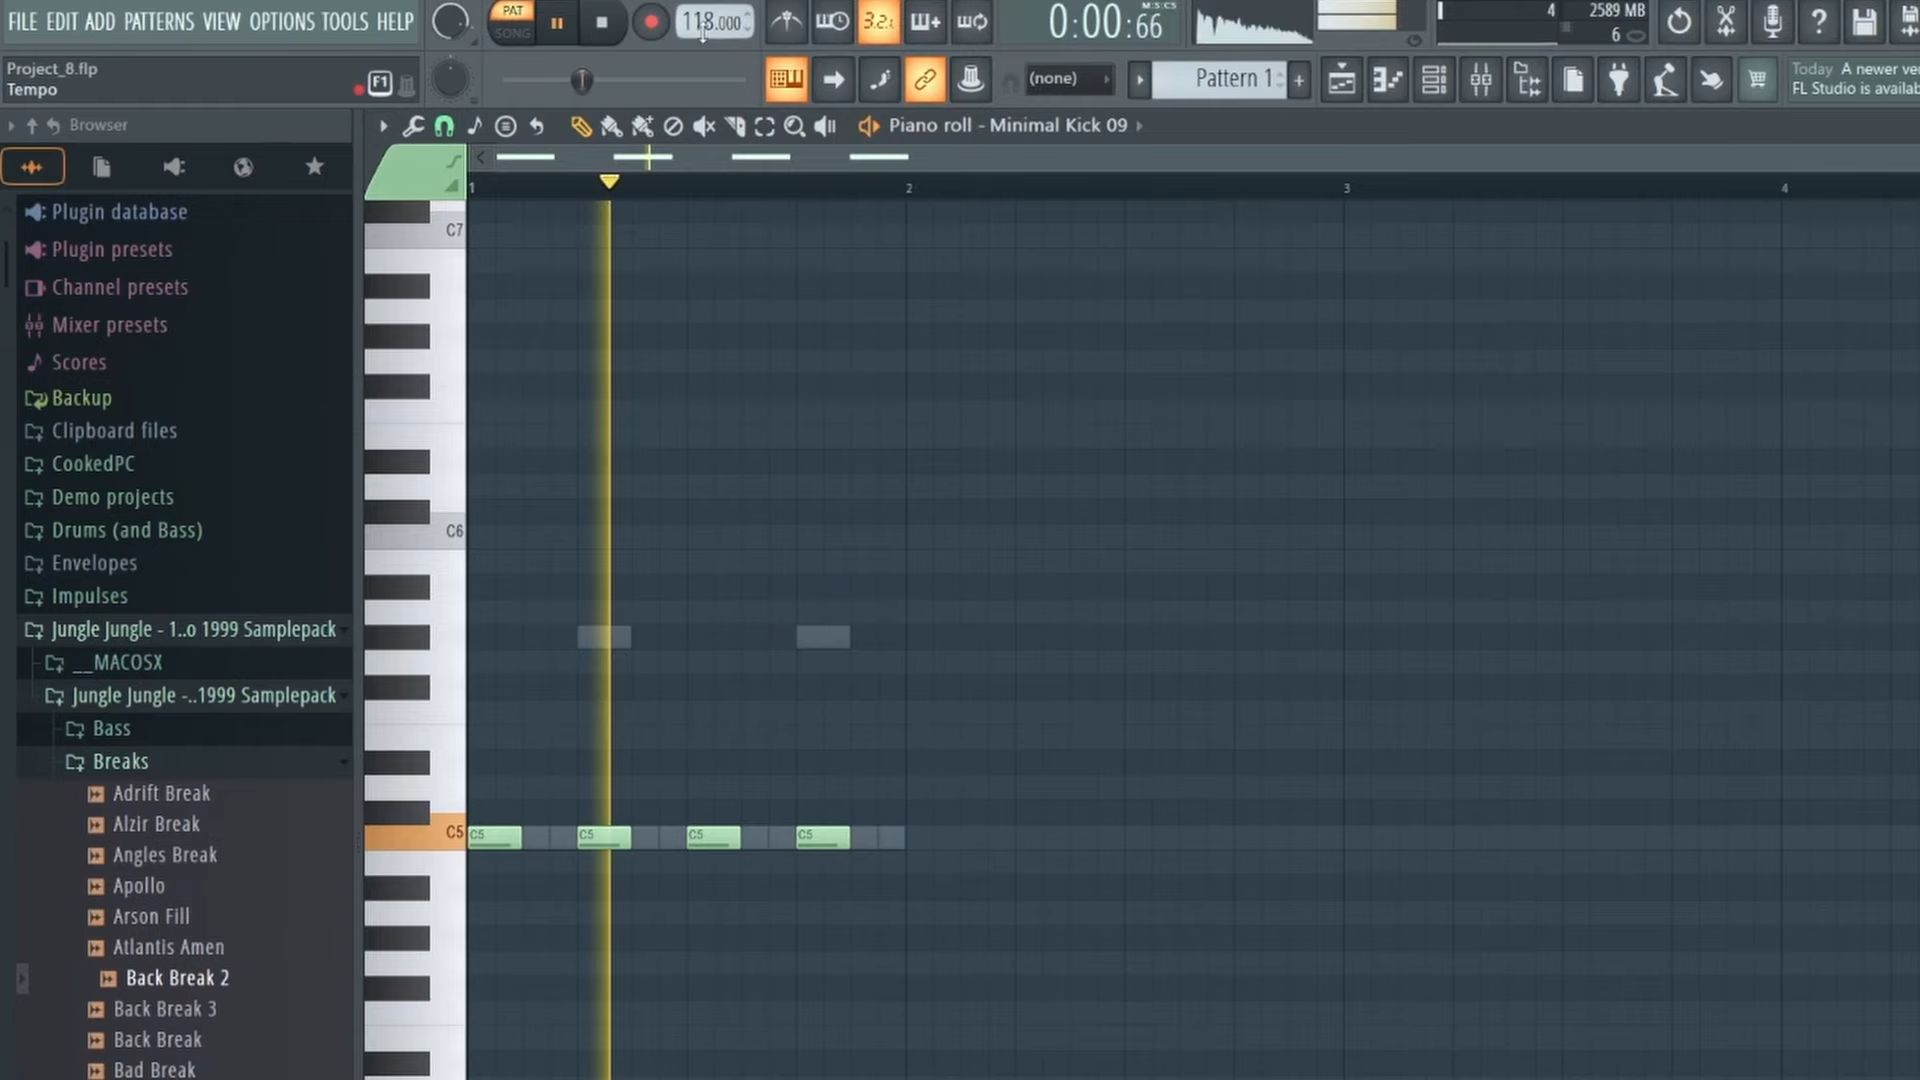 FILE EDIT ADD PATTERNS VIEW OPTIONS TOOLS HELP
PAT
SONG
118.000
3.2.
0:00:66
M:S:CS
4
2589 MB
6
Project_8.flp
Tempo
F1
(none)
Pattern 1
+
Today A newer ver
FL Studio is availab
Browser
Piano roll - Minimal Kick 09
1
2
3
4
Plugin database
Plugin presets
Channel presets
Mixer presets
Scores
Backup
Clipboard files
CookedPC
Demo projects
Drums (and Bass)
Envelopes
Impulses
Jungle Jungle - 1..o 1999 Samplepack
__MACOSX
Jungle Jungle -..1999 Samplepack
Bass
Breaks
Adrift Break
Alzir Break
Angles Break
Apollo
Arson Fill
Atlantis Amen
Back Break 2
Back Break 3
Back Break
Bad Break
C7
C6
C5
C5
C5
C5
C5